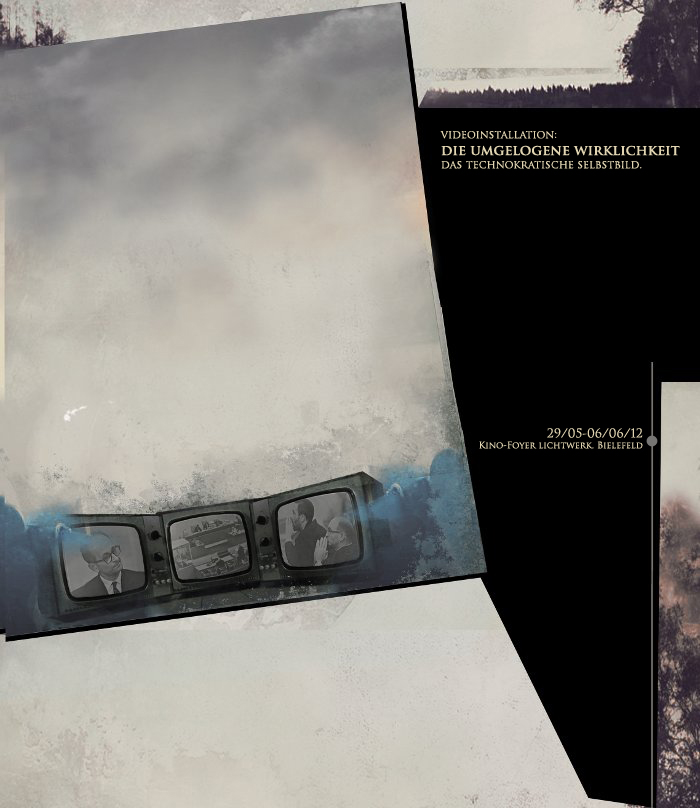 VIDEOINSTALLATION:
DIE UMGELOGENE WIRKLICHKEIT
DAS TECHNOKRATISCHE SELBSTBILD.
29/05-06/06/12
KINO-FOYER LICHTWERK. BIELEFELD